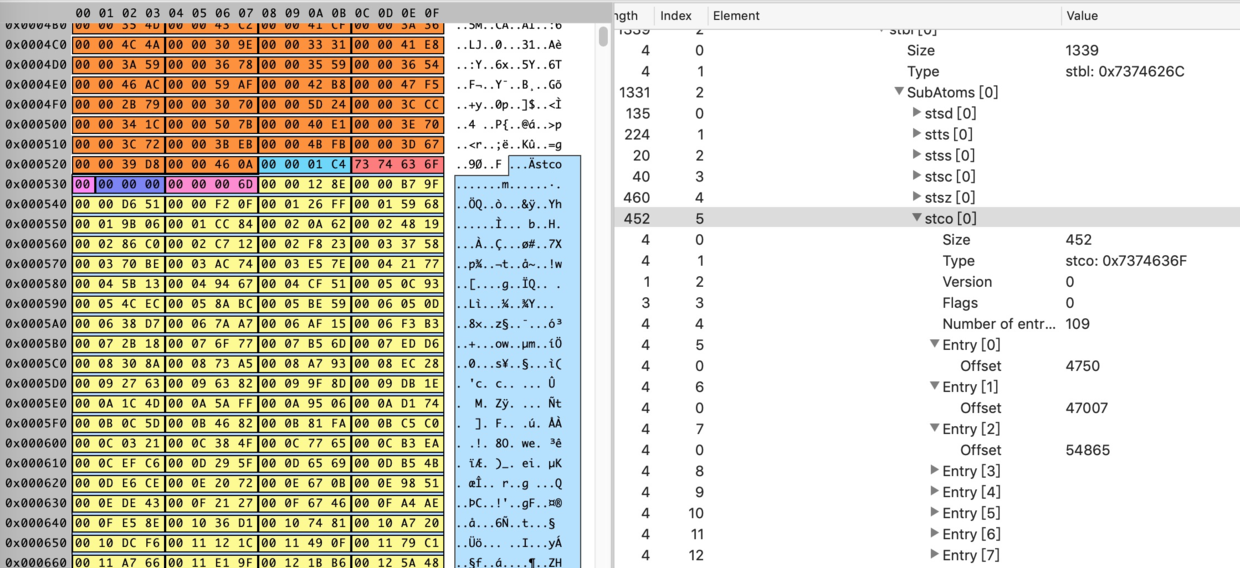 00 01 02 03 04 05 06 07 08 09 0A 0B 0C 0D 0E 0F
0x0004B0 00 00 35 4D 00 00 43 C2 00 00 41 CF 00 00 3A 36 ..5M..CÂ..AÏ..:6
0x0004C0 00 00 4C 4A 00 00 30 9E 00 00 33 31 00 00 41 E8 ..LJ..0...31..Aè
0x0004D0 00 00 3A 59 00 00 36 78 00 00 35 59 00 00 36 54 ..:Y..6x..5Y..6T
0x0004E0 00 00 46 AC 00 00 59 AF 00 00 42 B8 00 00 47 F5 ..F¬..Y¯..B¸..Gõ
0x0004F0 00 00 2B 79 00 00 30 70 00 00 5D 24 00 00 3C CC ..+y..0p..]$..<Ì
0x000500 00 00 34 1C 00 00 50 7B 00 00 40 E1 00 00 3E 70 ..4 ..P{..@á..>p
0x000510 00 00 3C 72 00 00 3B EB 00 00 4B FB 00 00 3D 67 ..<r..;ë..Kû..=g
0x000520 00 00 39 D8 00 00 46 0A 00 00 01 C4 73 74 63 6F ..9Ø..F ...Ästco
0x000530 00 00 00 00 00 00 00 6D 00 00 12 8E 00 00 B7 9F .......m......·.
0x000540 00 00 D6 51 00 00 F2 0F 00 01 26 FF 00 01 59 68 ..ÖQ..ò...&ÿ..Yh
0x000550 00 01 9B 06 00 01 CC 84 00 02 0A 62 00 02 48 19 ......Ì.. b..H.
0x000560 00 02 86 C0 00 02 C7 12 00 02 F8 23 00 03 37 58 ...À..Ç...ø#..7X
0x000570 00 03 70 BE 00 03 AC 74 00 03 E5 7E 00 04 21 77 ..p¾..¬t..å~..!w
0x000580 00 04 5B 13 00 04 94 67 00 04 CF 51 00 05 0C 93 ..[....g..ÏQ.. .
0x000590 00 05 4C EC 00 05 8A BC 00 05 BE 59 00 06 05 0D ..Lì...¼..¾Y...
0x0005A0 00 06 38 D7 00 06 7A A7 00 06 AF 15 00 06 F3 B3 ..8×..z§..¯...ó³
0x0005B0 00 07 2B 18 00 07 6F 77 00 07 B5 6D 00 07 ED D6 ..+...ow..µm..íÖ
0x0005C0 00 08 30 8A 00 08 73 A5 00 08 A7 93 00 08 EC 28 ..0...s¥..§...ì(
0x0005D0 00 09 27 63 00 09 63 82 00 09 9F 8D 00 09 DB 1E . 'c. c.. ... Û
0x0005E0 00 0A 1C 4D 00 0A 5A FF 00 0A 95 06 00 0A D1 74 . M. Zÿ. ... Ñt
0x0005F0 00 0B 0C 5D 00 0B 46 82 00 0B 81 FA 00 0B C5 C0 . ]. F..ú. ÅÀ
0x000600 00 0C 03 21 00 0C 38 4F 00 0C 77 65 00 0C B3 EA . .!. 8O. we. ³ê
0x000610 00 0C EF C6 00 0D 29 5F 00 0D 65 69 00 0D B5 4B . ïÆ. )_. ei. µK
0x000620 00 0D E6 CE 00 0E 20 72 00 0E 67 0B 00 0E 98 51 . æÎ.. r..g ...Q
0x000630 00 0E DE 43 00 0F 21 27 00 0F 67 46 00 0F A4 AE ..ÞC..!'..gF..¤®
0x000640 00 0F E5 8E 00 10 36 D1 00 10 74 81 00 10 A7 20 ..å...6Ñ..t...§
0x000650 00 10 DC F6 00 11 12 1C 00 11 49 0F 00 11 79 C1 ..Üö.... ..I...yÁ
0x000660 00 11 A7 66 00 11 E1 9F 00 12 1B B6 00 12 5A 48 ..§f..á....¶..ZH
ngth Index Element Value
1339 2 stbl [0]
4 0 Size 1339
4 1 Type stbl: 0x7374626C
1331 2 SubAtoms [0]
135 0 stsd [0]
224 1 stts [0]
20 2 stss [0]
40 3 stsc [0]
460 4 stsz [0]
452 5 stco [0]
4 0 Size 452
4 1 Type stco: 0x7374636F
1 2 Version 0
3 3 Flags 0
4 4 Number of entr... 109
4 5 Entry [0]
4 0 Offset 4750
4 6 Entry [1]
4 0 Offset 47007
4 7 Entry [2]
4 0 Offset 54865
4 8 Entry [3]
4 9 Entry [4]
4 10 Entry [5]
4 11 Entry [6]
4 12 Entry [7]